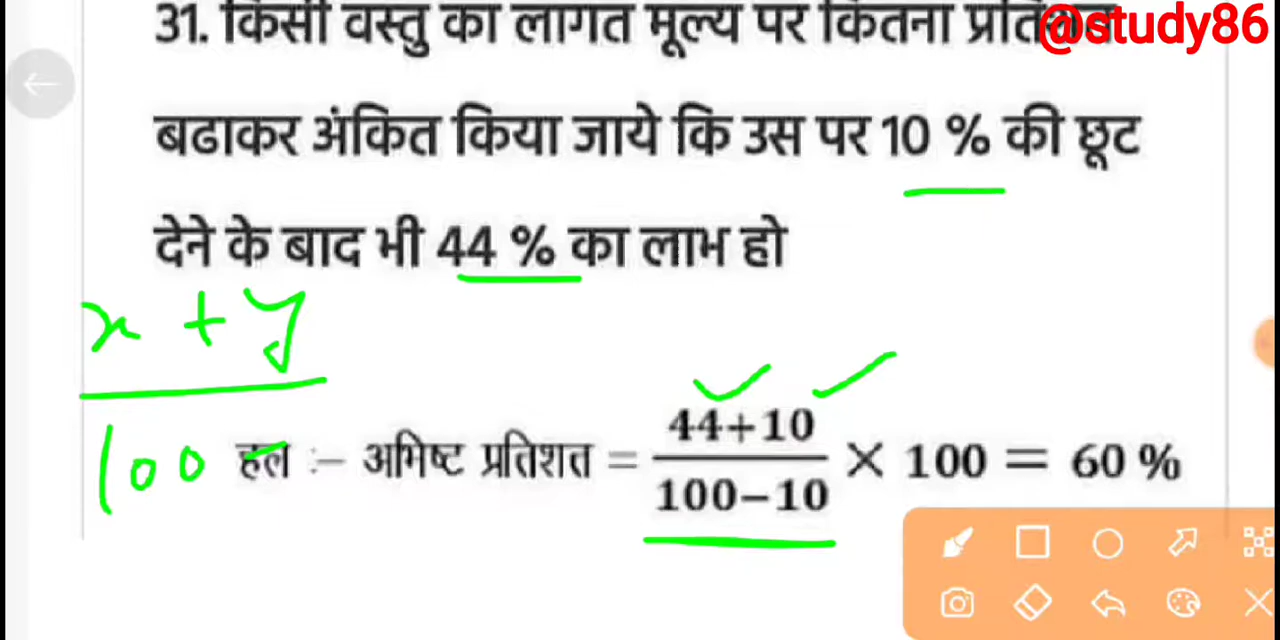 31. किसी वस्तु का लागत मूल्य पर कितना प्रतिशत
@study86
बढाकर अंकित किया जाये कि उस पर 10 % की छूट
देने के बाद भी 44 % का लाभ हो
x + y
100
हल :- अभिष्ट प्रतिशत = 44+10 / 100-10 × 100 = 60 %